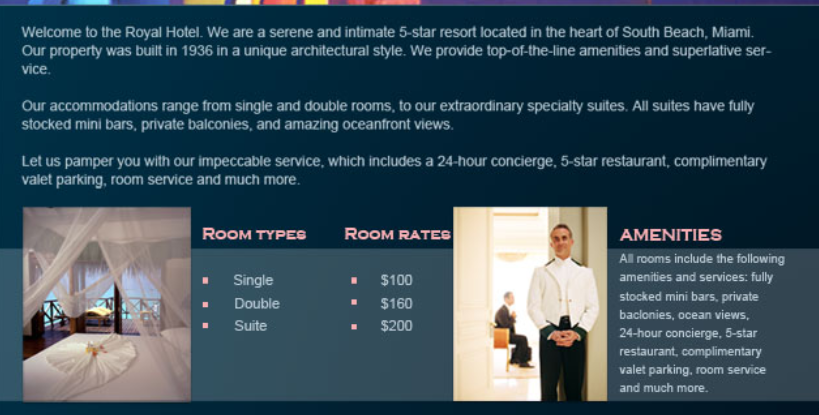 Welcome to the Royal Hotel. We are a serene and intimate 5-star resort located in the heart of South Beach, Miami.
Our property was built in 1936 in a unique architectural style. We provide top-of-the-line amenities and superlative ser-
vice.
Our accommodations range from single and double rooms, to our extraordinary specialty suites. All suites have fully
stocked mini bars, private balconies, and amazing oceanfront views.
Let us pamper you with our impeccable service, which includes a 24-hour concierge, 5-star restaurant, complimentary
valet parking, room service and much more.
Room types
Single
Double
Suite
Room rates
$100
$160
$200
AMENITIES
All rooms include the following
amenities and services: fully
stocked mini bars, private
baclonies, ocean views,
24-hour concierge, 5-star
restaurant, complimentary
valet parking, room service
and much more.